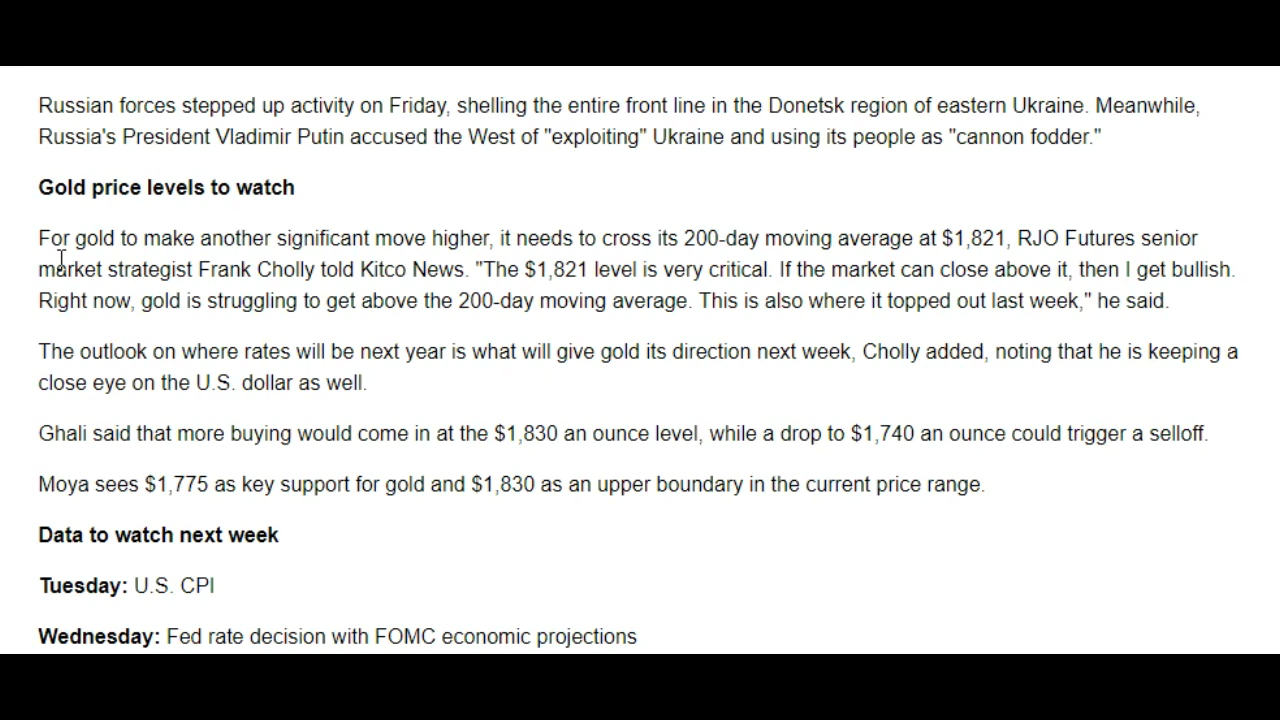 Russian forces stepped up activity on Friday, shelling the entire front line in the Donetsk region of eastern Ukraine. Meanwhile,
Russia's President Vladimir Putin accused the West of "exploiting" Ukraine and using its people as "cannon fodder."
Gold price levels to watch
For gold to make another significant move higher, it needs to cross its 200-day moving average at $1,821, RJO Futures senior
market strategist Frank Cholly told Kitco News. "The $1,821 level is very critical. If the market can close above it, then I get bullish.
Right now, gold is struggling to get above the 200-day moving average. This is also where it topped out last week," he said.
The outlook on where rates will be next year is what will give gold its direction next week, Cholly added, noting that he is keeping a
close eye on the U.S. dollar as well.
Ghali said that more buying would come in at the $1,830 an ounce level, while a drop to $1,740 an ounce could trigger a selloff.
Moya sees $1,775 as key support for gold and $1,830 as an upper boundary in the current price range.
Data to watch next week
Tuesday: U.S. CPI
Wednesday: Fed rate decision with FOMC economic projections